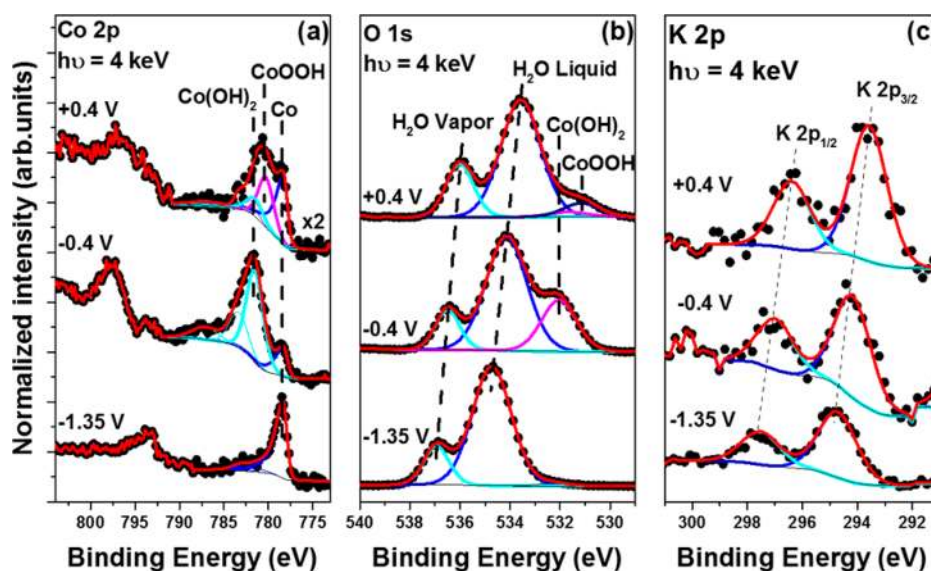 Normalized intensity (arb.units)
Co 2p
(a)
hυ = 4 keV
CoOOH
Co(OH)₂
Co
+0.4 V
x2
-0.4 V
-1.35 V
800 795 790 785 780 775
Binding Energy (eV)
O 1s
(b)
hυ = 4 keV
H₂O Liquid
H₂O Vapor
Co(OH)₂
CoOOH
+0.4 V
-0.4 V
-1.35 V
540 538 536 534 532 530
Binding Energy (eV)
K 2p
(c)
hυ = 4 keV
K 2p₃/₂
K 2p₁/₂
+0.4 V
-0.4 V
-1.35 V
300 298 296 294 292
Binding Energy (eV)